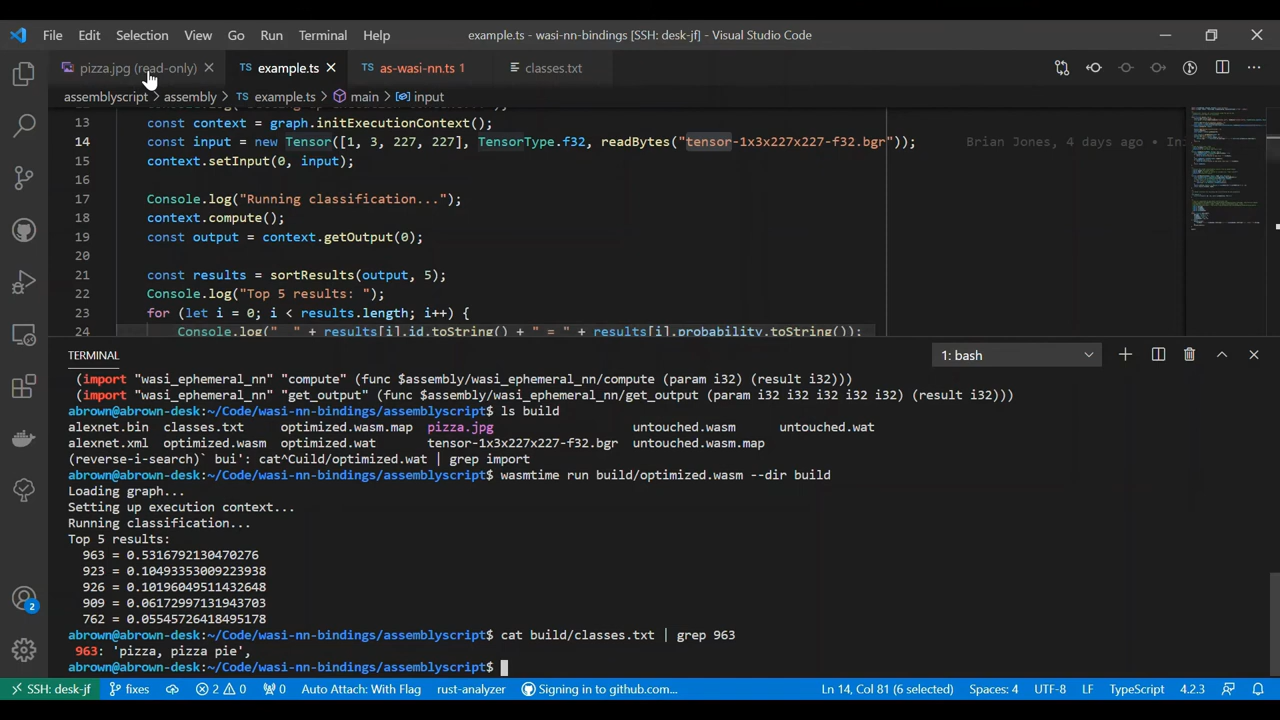 File Edit Selection View Go Run Terminal Help example.ts - wasi-nn-bindings [SSH: desk-jf] - Visual Studio Code
pizza.jpg (read-only) TS example.ts TS as-wasi-nn.ts 1 classes.txt
assemblyscript > assembly > TS example.ts > main > input
13 const context = graph.initExecutionContext();
14 const input = new Tensor([1, 3, 227, 227], TensorType.f32, readBytes("tensor-1x3x227x227-f32.bgr")); Brian Jones, 4 days ago • In
15 context.setInput(0, input);
16
17 Console.log("Running classification...");
18 context.compute();
19 const output = context.getOutput(0);
20
21 const results = sortResults(output, 5);
22 Console.log("Top 5 results: ");
23 for (let i = 0; i < results.length; i++) {
24 Console.log("  " + results[i].id.toString() + " = " + results[i].probability.toString());
TERMINAL 1: bash
(import "wasi_ephemeral_nn" "compute" (func $assembly/wasi_ephemeral_nn/compute (param i32) (result i32)))
(import "wasi_ephemeral_nn" "get_output" (func $assembly/wasi_ephemeral_nn/get_output (param i32 i32 i32 i32 i32) (result i32)))
abrown@abrown-desk:~/Code/wasi-nn-bindings/assemblyscript$ ls build
alexnet.bin classes.txt optimized.wasm.map pizza.jpg untouched.wasm untouched.wat
alexnet.xml optimized.wasm optimized.wat tensor-1x3x227x227-f32.bgr untouched.wasm.map
(reverse-i-search)` bui': cat^Cuild/optimized.wat | grep import
abrown@abrown-desk:~/Code/wasi-nn-bindings/assemblyscript$ wasmtime run build/optimized.wasm --dir build
Loading graph...
Setting up execution context...
Running classification...
Top 5 results:
963 = 0.5316792130470276
923 = 0.10493353009223938
926 = 0.10196049511432648
909 = 0.06172997131943703
762 = 0.05545726418495178
abrown@abrown-desk:~/Code/wasi-nn-bindings/assemblyscript$ cat build/classes.txt | grep 963
963: 'pizza, pizza pie',
abrown@abrown-desk:~/Code/wasi-nn-bindings/assemblyscript$
2
SSH: desk-jf fixes 2 0 0 Auto Attach: With Flag rust-analyzer Signing in to github.com... Ln 14, Col 81 (6 selected) Spaces: 4 UTF-8 LF TypeScript 4.2.3